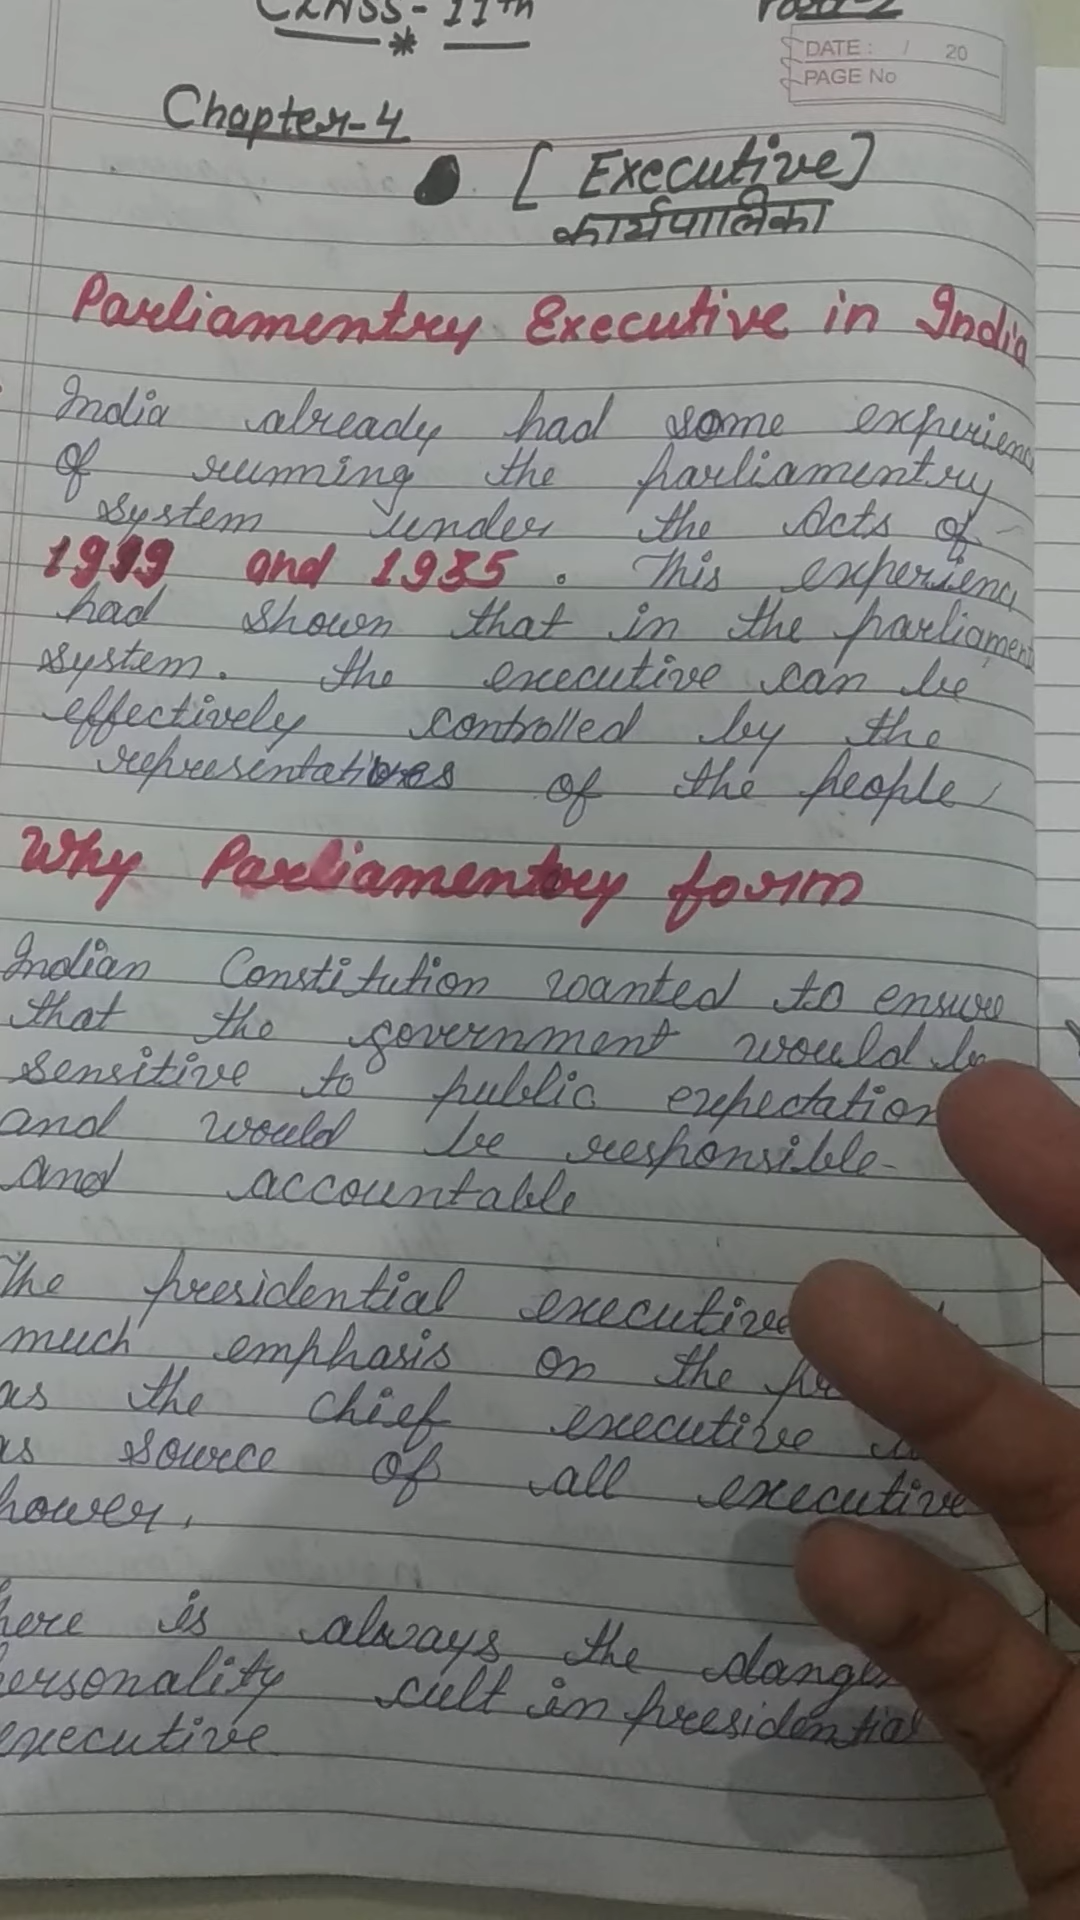 CLASS- 11th
DATE : / 20
PAGE No
Chapter-4
[ Executive]
कार्यपालिका
Parliamentry Executive in India
India already had some experienc
of running the parliamentry
system under the Acts of
1919 and 1935. This experienc
had shown that in the parliament
system. the executive can be
effectively controlled by the
of the people
Why Parliamentory form
Indian Constitution wanted to ensure
that the government would be
sensitive to public expectation
and would be responsible-
and accountable
The presidential executive
much emphasis on the
as the chief executive
as source of all executive
power,
here is always the danger
personality cult in presidential
executive